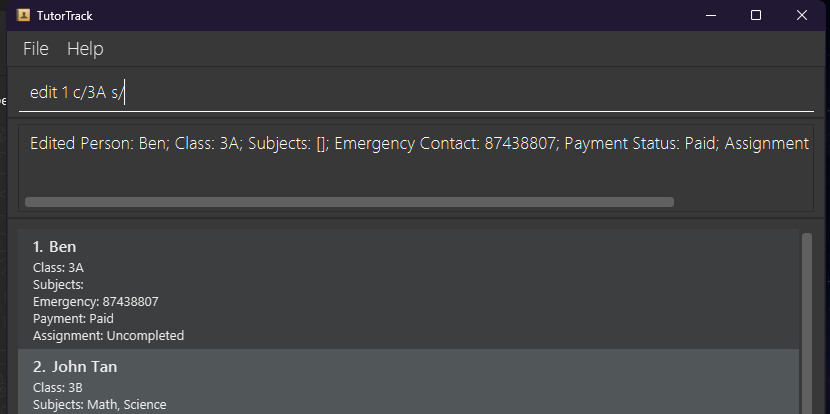 TutorTrack
File Help
edit 1 c/3A s/
Edited Person: Ben; Class: 3A; Subjects: []; Emergency Contact: 87438807; Payment Status: Paid; Assignment
1. Ben
Class: 3A
Subjects:
Emergency: 87438807
Payment: Paid
Assignment: Uncompleted
2. John Tan
Class: 3B
Subjects: Math, Science